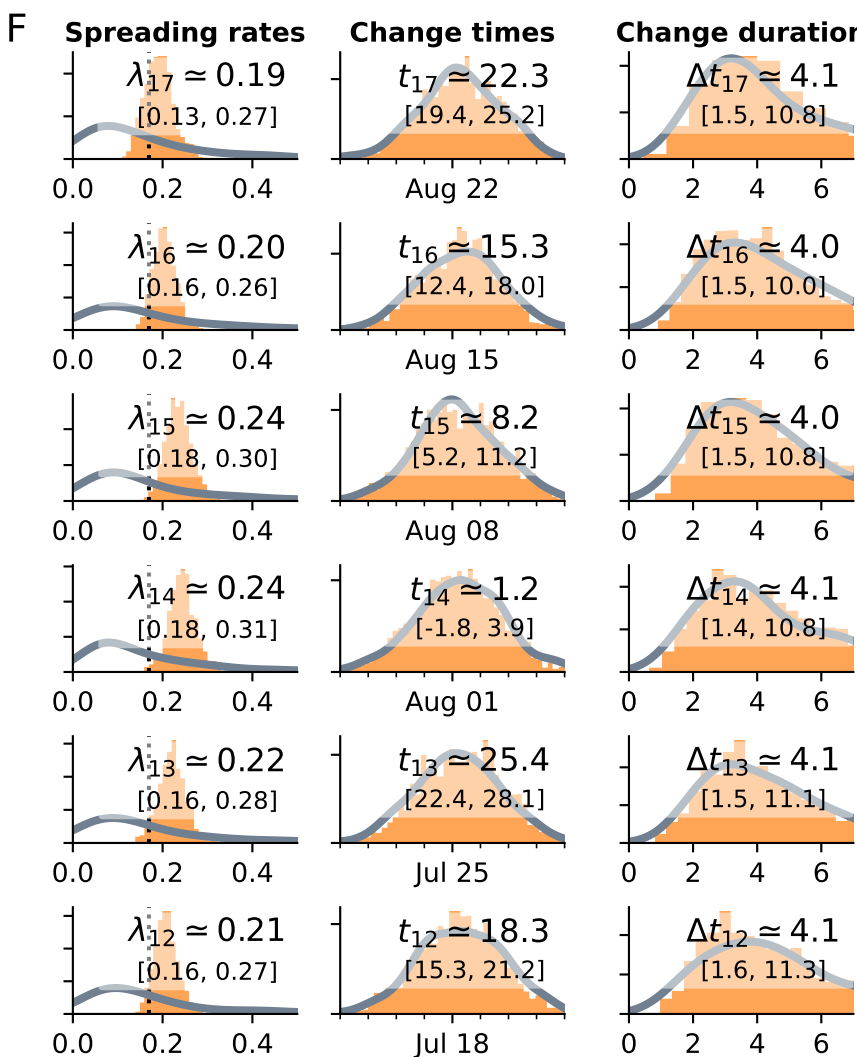 F
Spreading rates Change times Change duration
λ17 ≃ 0.19 t17 ≃ 22.3 Δt17 ≃ 4.1
[0.13, 0.27] [19.4, 25.2] [1.5, 10.8]
0.0 0.2 0.4 Aug 22 0 2 4 6
λ16 ≃ 0.20 t16 ≃ 15.3 Δt16 ≃ 4.0
[0.16, 0.26] [12.4, 18.0] [1.5, 10.0]
0.0 0.2 0.4 Aug 15 0 2 4 6
λ15 ≃ 0.24 t15 ≃ 8.2 Δt15 ≃ 4.0
[0.18, 0.30] [5.2, 11.2] [1.5, 10.8]
0.0 0.2 0.4 Aug 08 0 2 4 6
λ14 ≃ 0.24 t14 ≃ 1.2 Δt14 ≃ 4.1
[0.18, 0.31] [-1.8, 3.9] [1.4, 10.8]
0.0 0.2 0.4 Aug 01 0 2 4 6
λ13 ≃ 0.22 t13 ≃ 25.4 Δt13 ≃ 4.1
[0.16, 0.28] [22.4, 28.1] [1.5, 11.1]
0.0 0.2 0.4 Jul 25 0 2 4 6
λ12 ≃ 0.21 t12 ≃ 18.3 Δt12 ≃ 4.1
[0.16, 0.27] [15.3, 21.2] [1.6, 11.3]
0.0 0.2 0.4 Jul 18 0 2 4 6